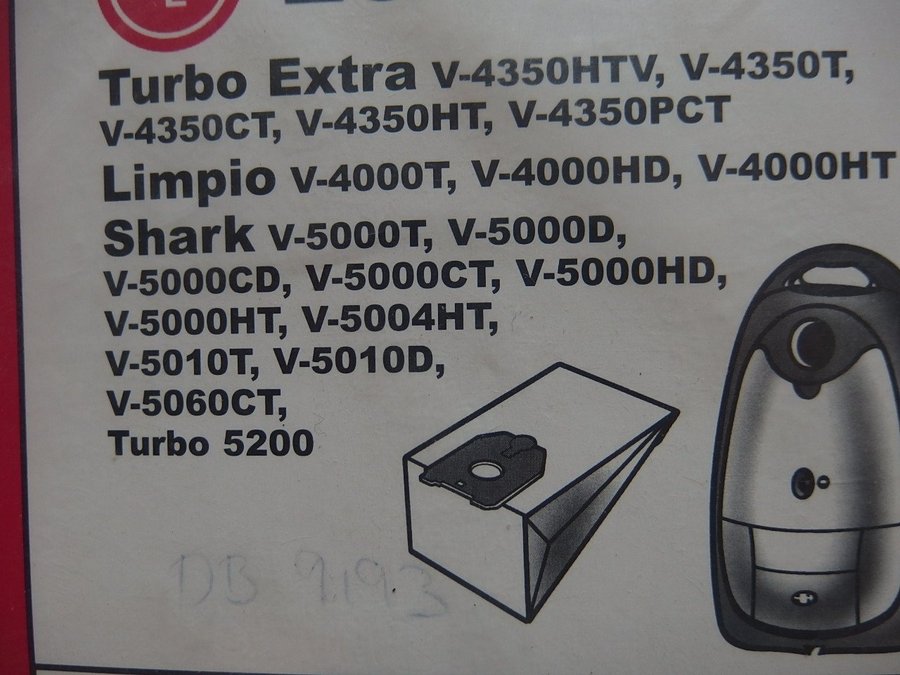 Turbo Extra V-4350HTV, V-4350T,
V-4350CT, V-4350HT, V-4350PCT
Limpio V-4000T, V-4000HD, V-4000HT
Shark V-5000T, V-5000D,
V-5000CD, V-5000CT, V-5000HD,
V-5000HT, V-5004HT,
V-5010T, V-5010D,
V-5060CT,
Turbo 5200
DB